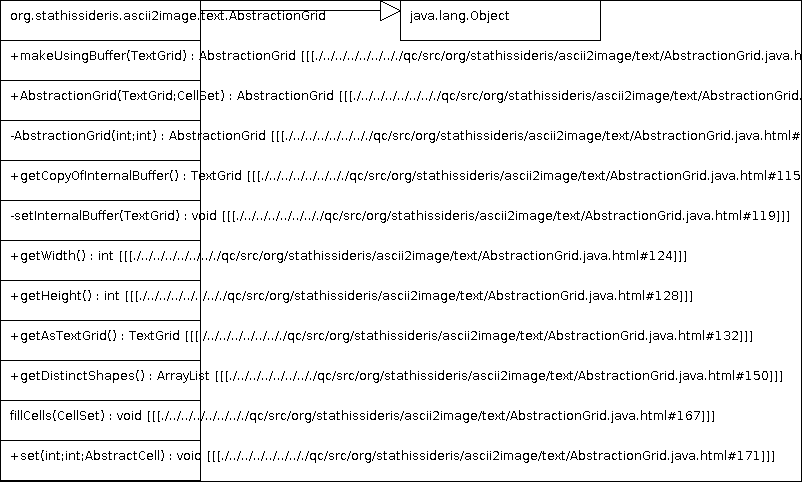 org.stathissideris.ascii2image.text.AbstractionGrid
java.lang.Object
+makeUsingBuffer(TextGrid) : AbstractionGrid [[[./../../../../../../qc/src/org/stathissideris/ascii2image/text/AbstractionGrid.java.h
+AbstractionGrid(TextGrid;CellSet) : AbstractionGrid [[[./../../../../../../qc/src/org/stathissideris/ascii2image/text/AbstractionGrid.
-AbstractionGrid(int;int) : AbstractionGrid [[[./../../../../../../qc/src/org/stathissideris/ascii2image/text/AbstractionGrid.java.html#
+getCopyOfInternalBuffer() : TextGrid [[[./../../../../../../qc/src/org/stathissideris/ascii2image/text/AbstractionGrid.java.html#115
-setInternalBuffer(TextGrid) : void [[[./../../../../../../qc/src/org/stathissideris/ascii2image/text/AbstractionGrid.java.html#119]]]
+getWidth() : int [[[./../../../../../../qc/src/org/stathissideris/ascii2image/text/AbstractionGrid.java.html#124]]]
+getHeight() : int [[[./../../../../../../qc/src/org/stathissideris/ascii2image/text/AbstractionGrid.java.html#128]]]
+getAsTextGrid() : TextGrid [[[./../../../../../../qc/src/org/stathissideris/ascii2image/text/AbstractionGrid.java.html#132]]]
+getDistinctShapes() : ArrayList [[[./../../../../../../qc/src/org/stathissideris/ascii2image/text/AbstractionGrid.java.html#150]]]
fillCells(CellSet) : void [[[./../../../../../../qc/src/org/stathissideris/ascii2image/text/AbstractionGrid.java.html#167]]]
+set(int;int;AbstractCell) : void [[[./../../../../../../qc/src/org/stathissideris/ascii2image/text/AbstractionGrid.java.html#171]]]